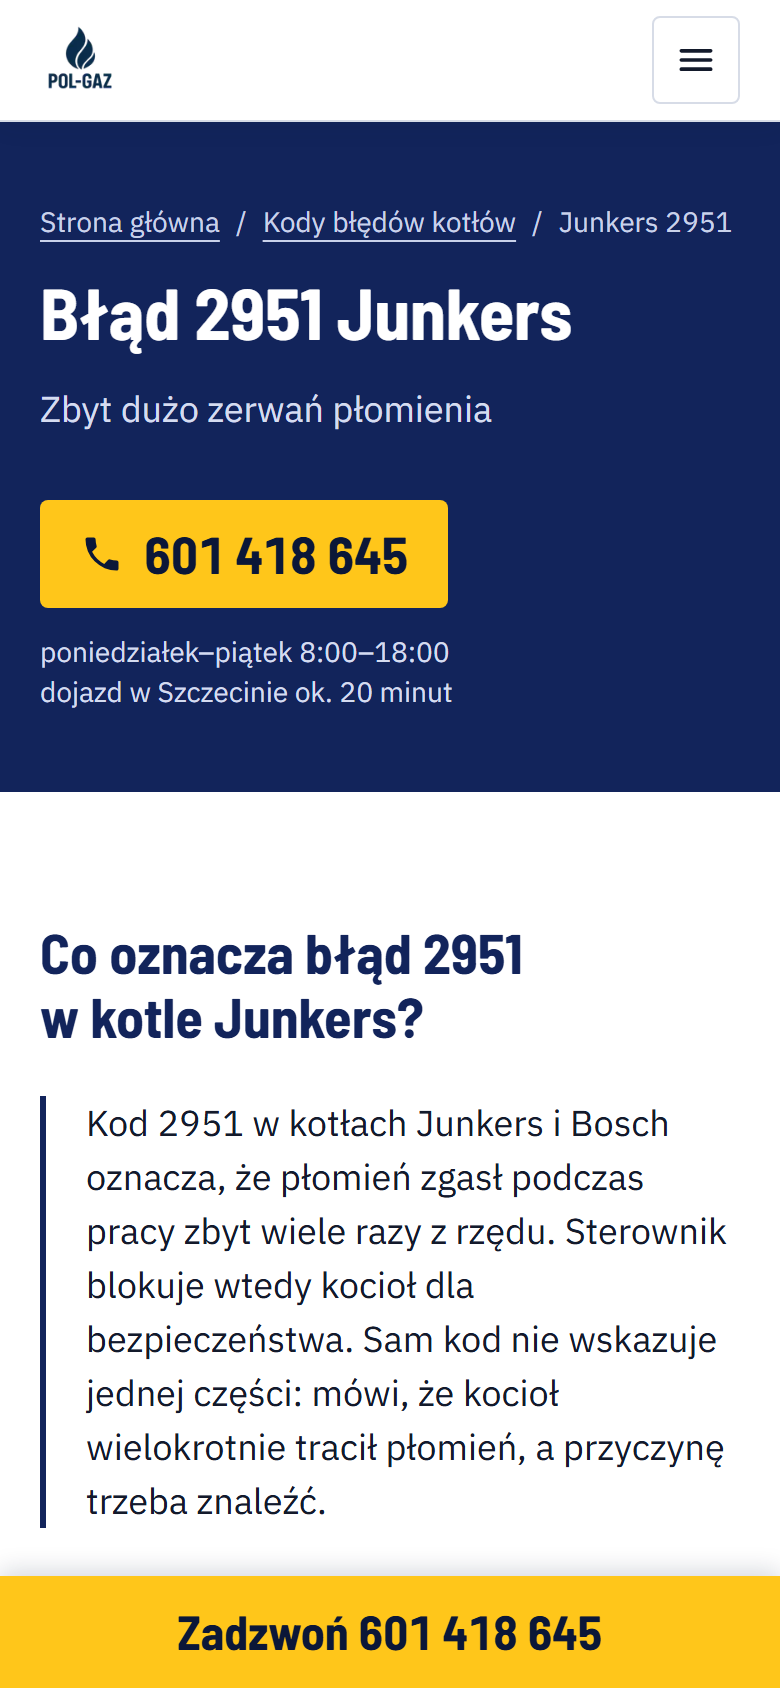 POL-GAZ
Strona główna / Kody błędów kotłów / Junkers 2951
Błąd 2951 Junkers
Zbyt dużo zerwań płomienia
601 418 645
poniedziałek–piątek 8:00–18:00
dojazd w Szczecinie ok. 20 minut
Co oznacza błąd 2951
w kotle Junkers?
Kod 2951 w kotłach Junkers i Bosch
oznacza, że płomień zgasł podczas
pracy zbyt wiele razy z rzędu. Sterownik
blokuje wtedy kocioł dla
bezpieczeństwa. Sam kod nie wskazuje
jednej części: mówi, że kocioł
wielokrotnie tracił płomień, a przyczynę
trzeba znaleźć.
Zadzwoń 601 418 645